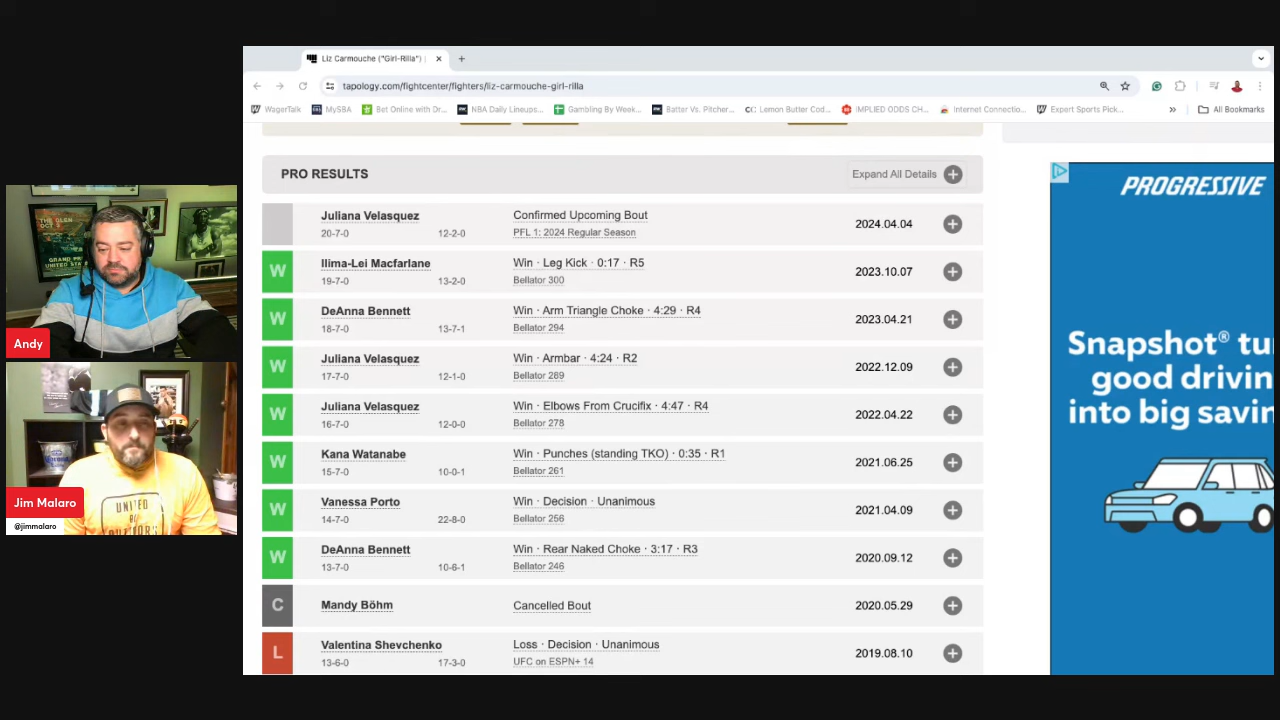 Liz Carmouche ("Girl-Rilla") |
tapology.com/fightcenter/fighters/liz-carmouche-girl-rilla
WagerTalk MySBA Bet Online with Dr... NBA Daily Lineups... Gambling By Week... Batter Vs. Pitcher... Lemon Butter Cod... IMPLIED ODDS CH... Internet Connectio... Expert Sports Pick... » All Bookmarks
PRO RESULTS Expand All Details
Juliana Velasquez Confirmed Upcoming Bout 2024.04.04
20-7-0 12-2-0 PFL 1: 2024 Regular Season
W Ilima-Lei Macfarlane Win · Leg Kick · 0:17 · R5 2023.10.07
19-7-0 13-2-0 Bellator 300
W DeAnna Bennett Win · Arm Triangle Choke · 4:29 · R4 2023.04.21
18-7-0 13-7-1 Bellator 294
W Juliana Velasquez Win · Armbar · 4:24 · R2 2022.12.09
17-7-0 12-1-0 Bellator 289
W Juliana Velasquez Win · Elbows From Crucifix · 4:47 · R4 2022.04.22
16-7-0 12-0-0 Bellator 278
W Kana Watanabe Win · Punches (standing TKO) · 0:35 · R1 2021.06.25
15-7-0 10-0-1 Bellator 261
W Vanessa Porto Win · Decision · Unanimous 2021.04.09
14-7-0 22-8-0 Bellator 256
W DeAnna Bennett Win · Rear Naked Choke · 3:17 · R3 2020.09.12
13-7-0 10-6-1 Bellator 246
C Mandy Böhm Cancelled Bout 2020.05.29
L Valentina Shevchenko Loss · Decision · Unanimous 2019.08.10
13-6-0 17-3-0 UFC on ESPN+ 14
PROGRESSIVE
Snapshot® tu
good drivin
into big savin
THE GLEN
GRAND PR
UNITED STA
Andy
UNITED
Jim Malaro
@jimmalaro